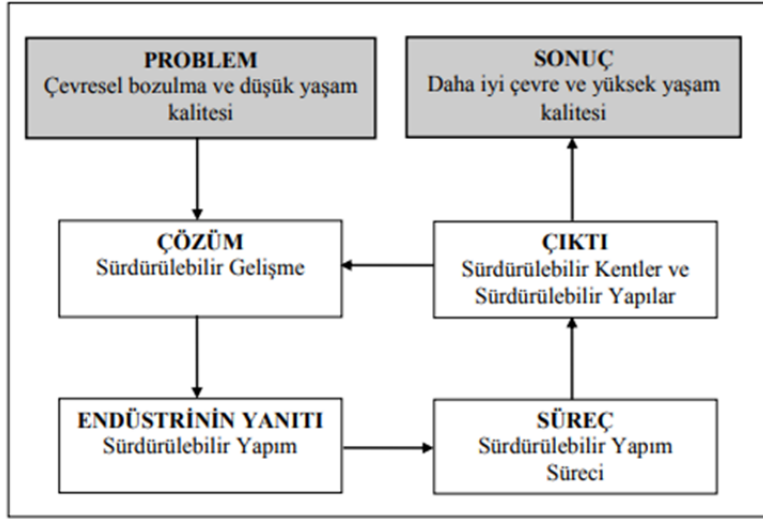 PROBLEM
Çevresel bozulma ve düşük yaşam
kalitesi
SONUÇ
Daha iyi çevre ve yüksek yaşam
kalitesi
ÇÖZÜM
Sürdürülebilir Gelişme
ÇIKTI
Sürdürülebilir Kentler ve
Sürdürülebilir Yapılar
ENDÜSTRİNİN YANITI
Sürdürülebilir Yapım
SÜREÇ
Sürdürülebilir Yapım
Süreci